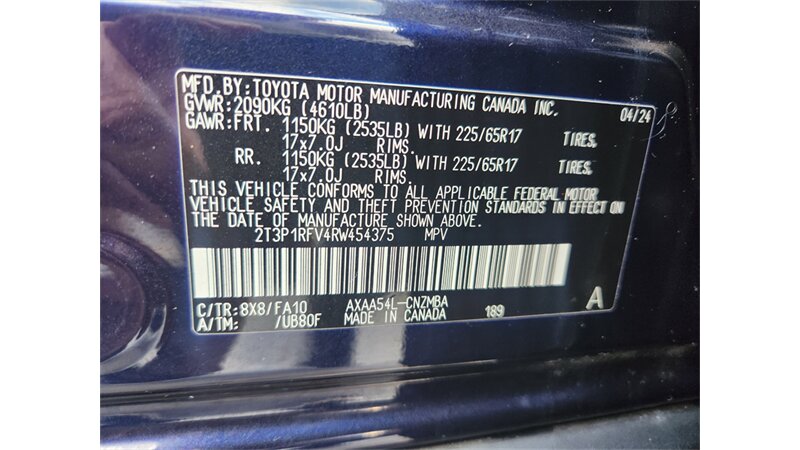 MFD.BY:TOYOTA MOTOR MANUFACTURING CANADA INC.
GVWR:2090KG (4610LB) 04/24
GAWR:FRT. 1150KG (2535LB) WITH 225/65R17 TIRES,
17x7.0J RIMS.
RR. 1150KG (2535LB) WITH 225/65R17 TIRES,
17x7.0J RIMS.
THIS VEHICLE CONFORMS TO ALL APPLICABLE FEDERAL MOTOR
VEHICLE SAFETY AND THEFT PREVENTION STANDARDS IN EFFECT ON
THE DATE OF MANUFACTURE SHOWN ABOVE.
2T3P1RFV4RW454375 MPV
C/TR:8X8/FA10 AXAA54L-CNZMBA A
A/TM: /UB80F MADE IN CANADA 189